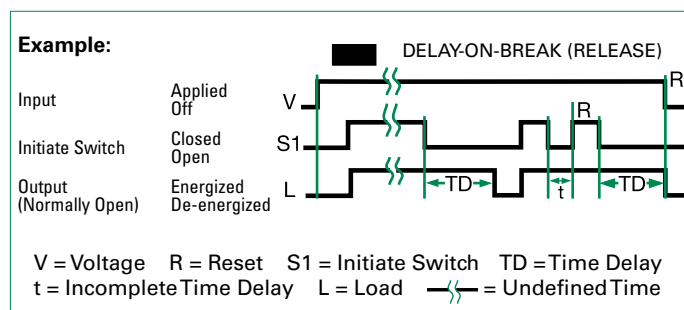 Example:
DELAY-ON-BREAK (RELEASE)
R
Input
Applied
Off
V
R
Initiate Switch
Closed
Open
S1
Output
(Normally Open)
Energized
De-energized
L
TD
t
TD
V = Voltage R = Reset S1 = Initiate Switch TD = Time Delay
t = Incomplete Time Delay L = Load = Undefined Time